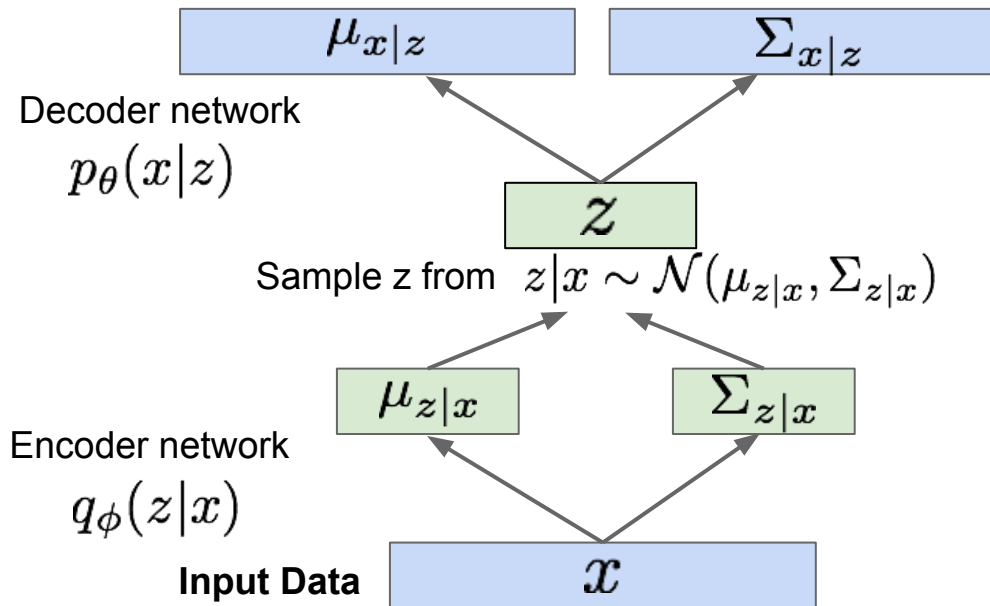 μ_{x|z} Σ_{x|z}
Decoder network
p_θ(x|z)
z
Sample z from z|x ∼ 𝒩(μ_{z|x}, Σ_{z|x})
μ_{z|x} Σ_{z|x}
Encoder network
q_ϕ(z|x)
Input Data x